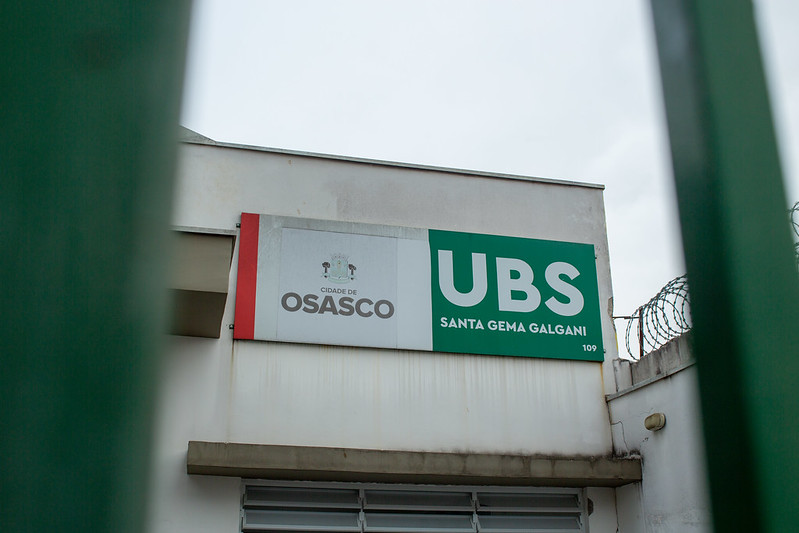 CIDADE DE
OSASCO
UBS
SANTA GEMA GALGANI
109